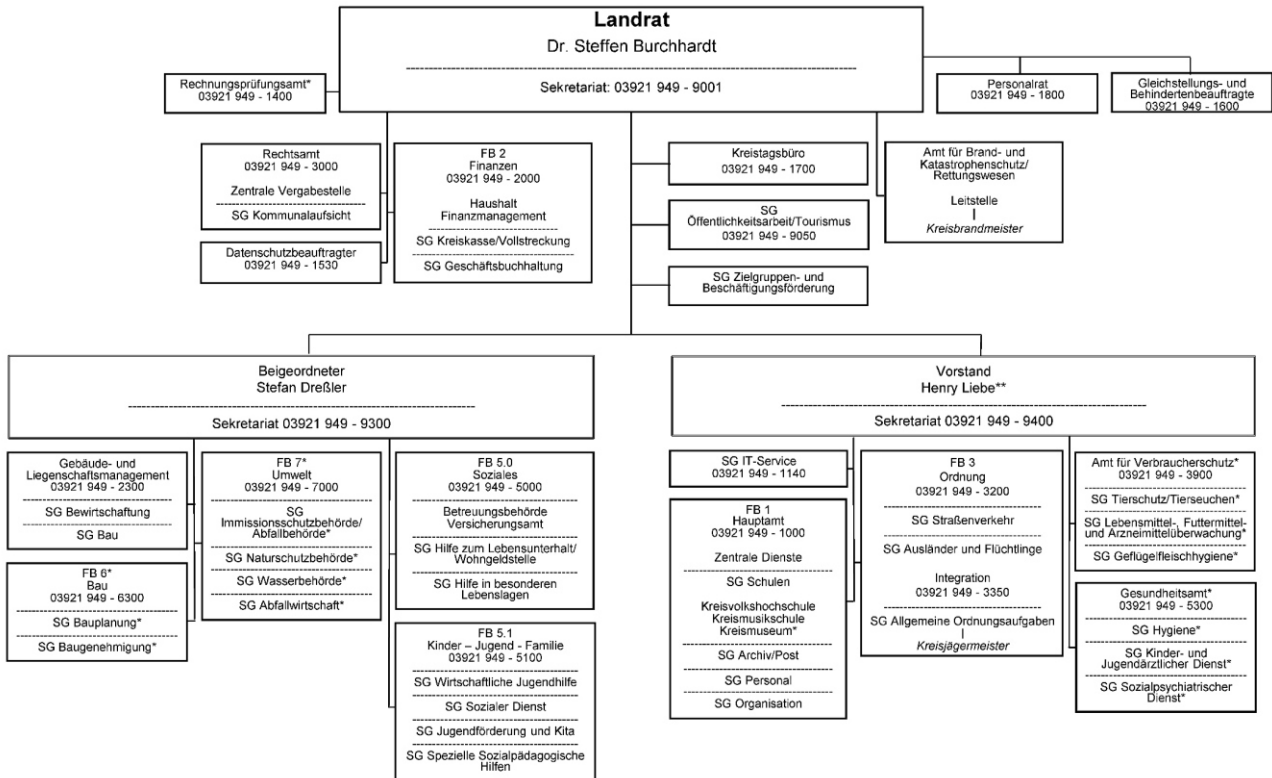 Landrat
Dr. Steffen Burchhardt
Sekretariat: 03921 949 - 9001
Rechnungsprüfungsamt*
03921 949 - 1400
Personalrat
03921 949 - 1800
Gleichstellungs- und
Behindertenbeauftragte
03921 949 - 1600
Rechtsamt
03921 949 - 3000
Zentrale Vergabestelle
SG Kommunalaufsicht
Datenschutzbeauftragter
03921 949 - 1530
FB 2
Finanzen
03921 949 - 2000
Haushalt
Finanzmanagement
SG Kreiskasse/Vollstreckung
SG Geschäftsbuchhaltung
Kreistagsbüro
03921 949 - 1700
SG
Öffentlichkeitsarbeit/Tourismus
03921 949 - 9050
SG Zielgruppen- und
Beschäftigungsförderung
Amt für Brand- und
Katastrophenschutz/
Rettungswesen
Leitstelle
Kreisbrandmeister
Beigeordneter
Stefan Dreßler
Sekretariat 03921 949 - 9300
Gebäude- und
Liegenschaftsmanagement
03921 949 - 2300
SG Bewirtschaftung
SG Bau
FB 6*
Bau
03921 949 - 6300
SG Bauplanung*
SG Baugenehmigung*
FB 7*
Umwelt
03921 949 - 7000
SG
Immissionsschutzbehörde/
Abfallbehörde*
SG Naturschutzbehörde*
SG Wasserbehörde*
SG Abfallwirtschaft*
FB 5.0
Soziales
03921 949 - 5000
Betreuungsbehörde
Versicherungsamt
SG Hilfe zum Lebensunterhalt/
Wohngeldstelle
SG Hilfe in besonderen
Lebenslagen
FB 5.1
Kinder – Jugend - Familie
03921 949 - 5100
SG Wirtschaftliche Jugendhilfe
SG Sozialer Dienst
SG Jugendförderung und Kita
SG Spezielle Sozialpädagogische
Hilfen
Vorstand
Henry Liebe**
Sekretariat 03921 949 - 9400
SG IT-Service
03921 949 - 1140
FB 1
Hauptamt
03921 949 - 1000
Zentrale Dienste
SG Schulen
Kreisvolkshochschule
Kreismusikschule
Kreismuseum*
SG Archiv/Post
SG Personal
SG Organisation
FB 3
Ordnung
03921 949 - 3200
SG Straßenverkehr
SG Ausländer und Flüchtlinge
Integration
03921 949 - 3350
SG Allgemeine Ordnungsaufgaben
Kreisjägermeister
Amt für Verbraucherschutz*
03921 949 - 3900
SG Tierschutz/Tierseuchen*
SG Lebensmittel-, Futtermittel-
und Arzneimittelüberwachung*
SG Geflügelfleischhygiene*
Gesundheitsamt*
03921 949 - 5300
SG Hygiene*
SG Kinder- und
Jugendärztlicher Dienst*
SG Sozialpsychiatrischer
Dienst*